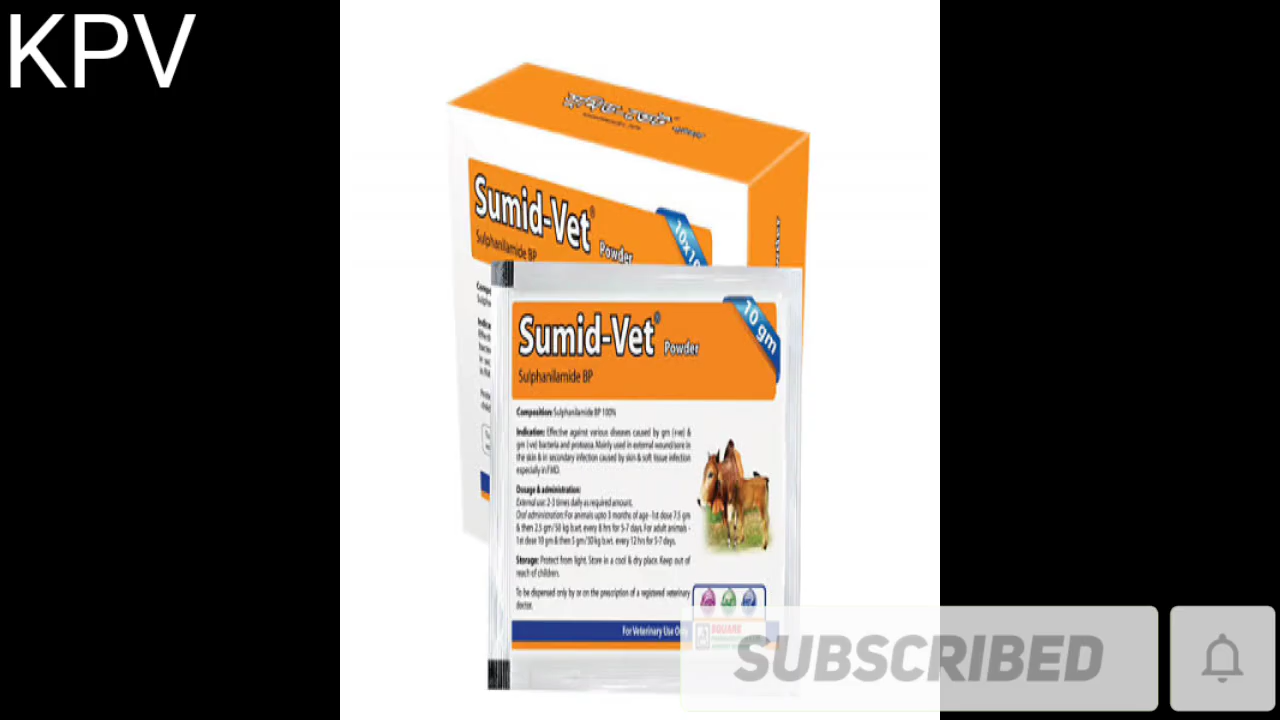 KPV
Sumid-Vet®
Powder
Sulphanilamide BP
Sumid-Vet®
Powder
10 gm
Sulphanilamide BP
Composition: Sulphanilamide BP 100%
Indication: Effective against various diseases caused by gm (+ve) &
gm (-ve) bacteria and protozoa. Mainly used in external wound/sore in
the skin & in secondary infection caused by skin & soft tissue infection
especially in FMD.
Dosage & administration:
External use: 2-3 times daily as required amount.
Oral administration: For animals upto 3 months of age - 1st dose 7.5 gm
& then 2.5 gm/50 kg b.wt. every 8 hrs for 5-7 days. For adult animals -
1st dose 10 gm & then 5 gm/50 kg b.wt. every 12 hrs for 5-7 days.
Storage: Protect from light. Store in a cool & dry place. Keep out of
reach of children.
To be dispensed only by or on the prescription of a registered veterinary
doctor.
For Veterinary Use
SQUARE
SUBSCRIBED